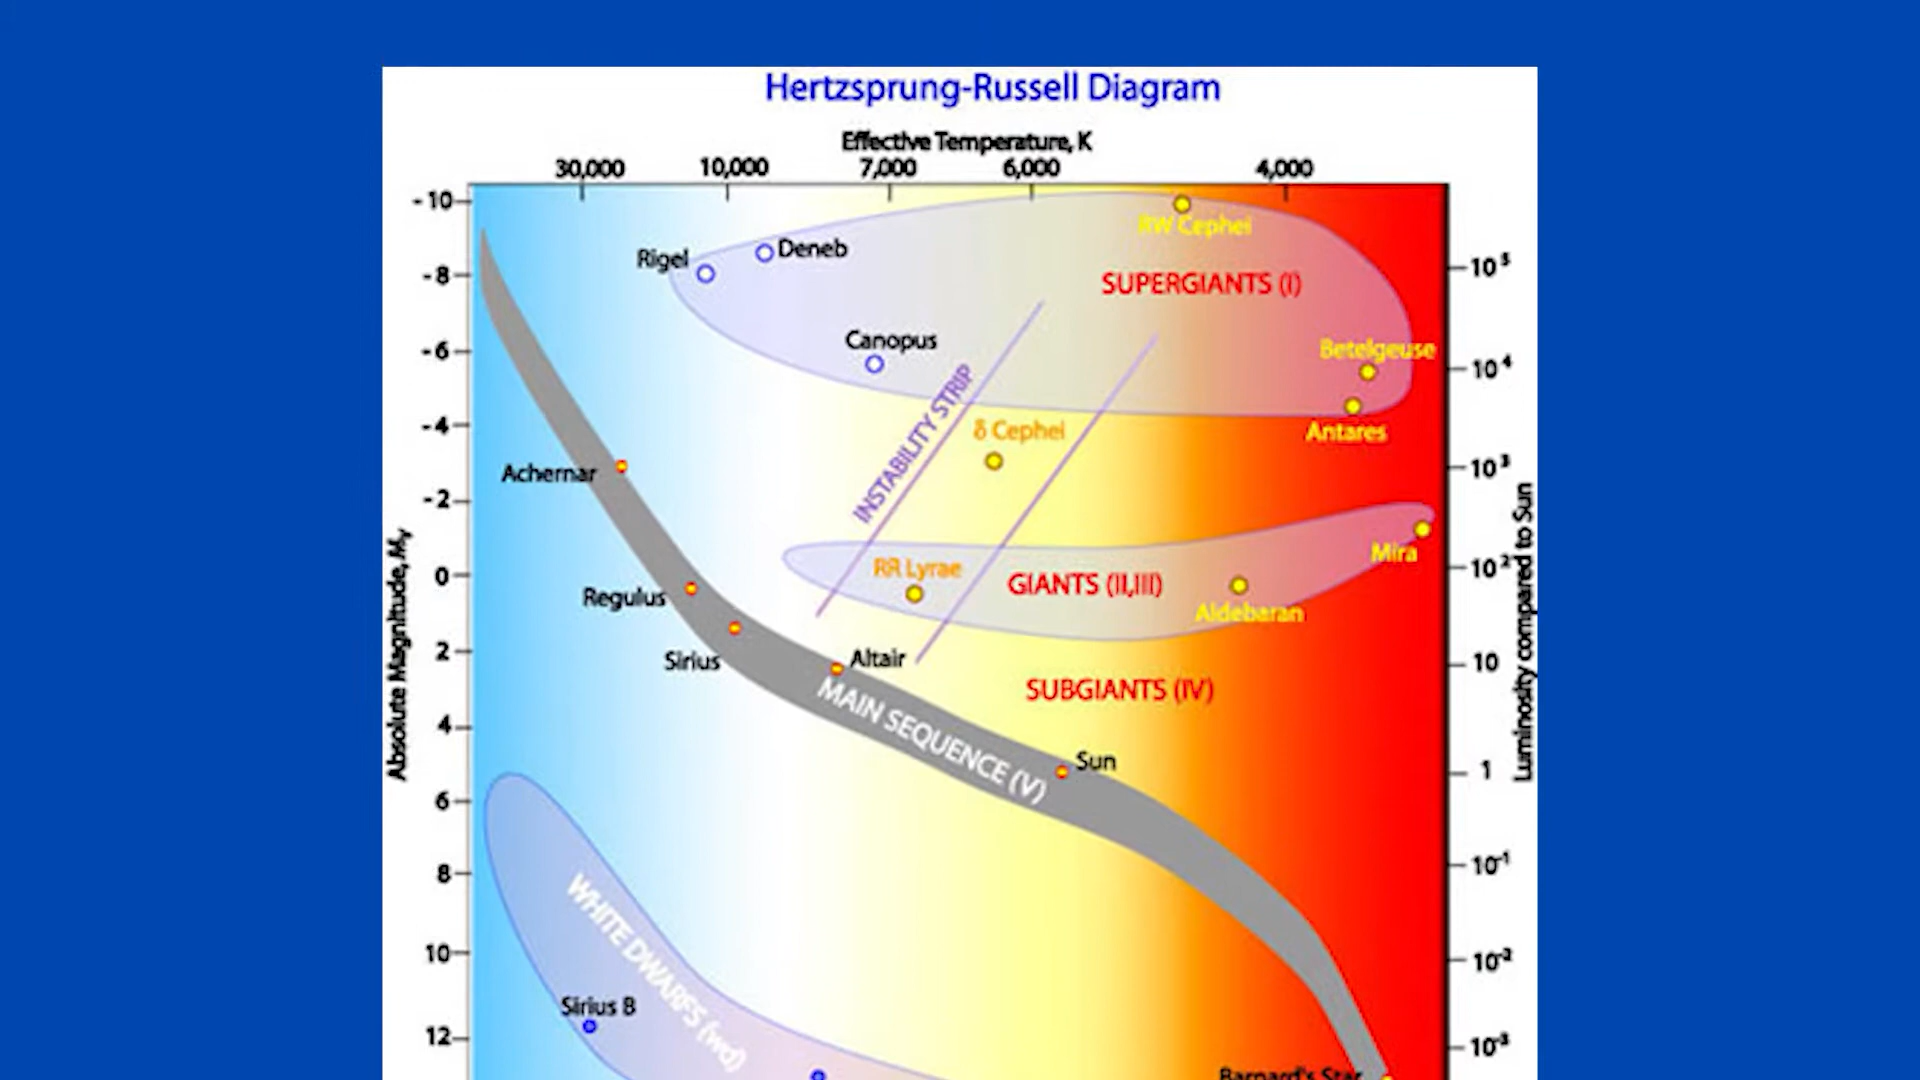 Hertzsprung-Russell Diagram
Effective Temperature, K
30,000 10,000 7,000 6,000 4,000
-10
RW Cephei
Deneb
Rigel
-8
10⁵
SUPERGIANTS (I)
Canopus
-6
Betelgeuse
10⁴
INSTABILITY STRIP
-4
δ Cephei
Antares
Achernar
10³
-2
Mira
RR Lyrae
10²
0
GIANTS (II,III)
Regulus
Aldebaran
2
Sirius
Altair
10
SUBGIANTS (IV)
MAIN SEQUENCE (V)
4
Sun
1
Absolute Magnitude, Mᵥ
Luminosity compared to Sun
6
8
10⁻¹
WHITE DWARFS (wd)
10
10⁻²
Sirius B
12
10⁻³
Barnard's Star